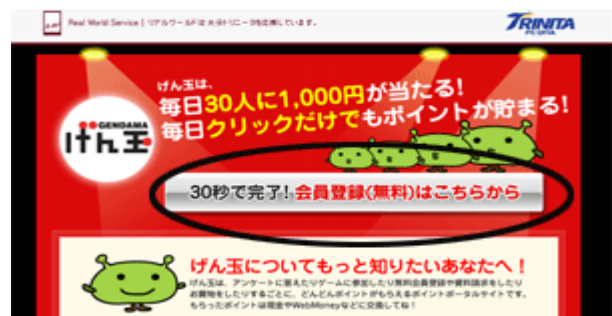 Real World Service | リアルワールドは大分トリニータを応援しています。
TRINITA
FC OITA
げん玉は、
毎日30人に1,000円が当たる!
毎日クリックだけでもポイントが貯まる!
GENDAMA
げん玉
30秒で完了!会員登録(無料)はこちらから
げん玉についてもっと知りたいあなたへ!
げん玉は、アンケートに答えたりゲームに参加したり無料会員登録や資料請求をしたり
お買物をしたりするごとに、どんどんポイントがもらえるポイントポータルサイトです。
もらったポイントは現金やWebMoneyなどに交換してね!